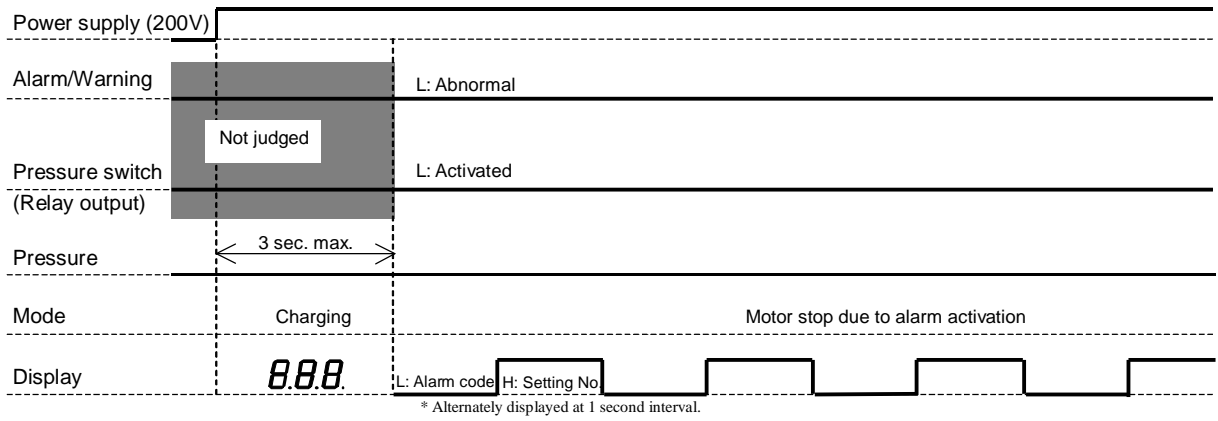 Power supply (200V)
Alarm/Warning
L: Abnormal
Not judged
Pressure switch
L: Activated
(Relay output)
3 sec. max.
Pressure
Mode
Charging
Motor stop due to alarm activation
Display
8.8.8.
L: Alarm code
H: Setting No.
* Alternately displayed at 1 second interval.